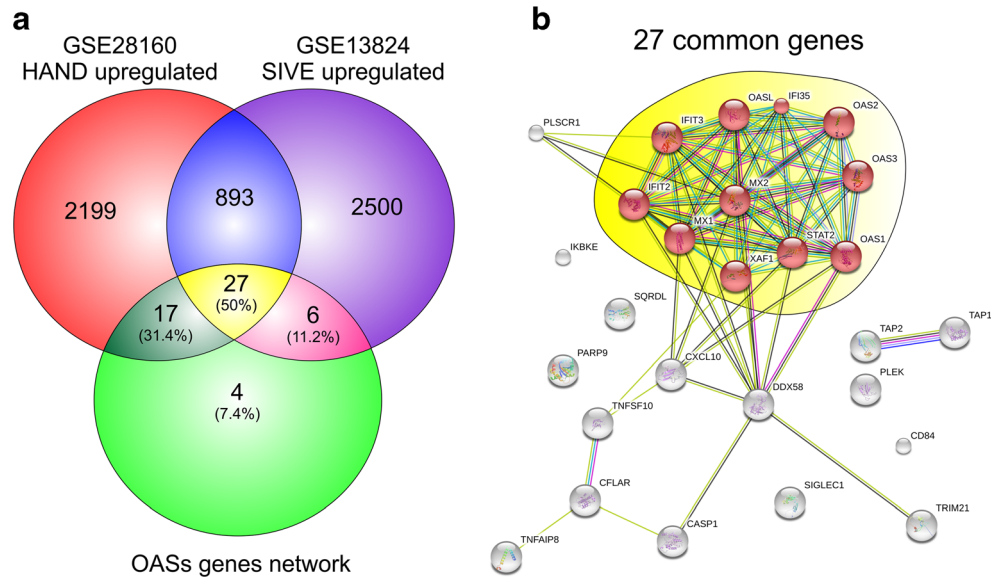 a
GSE28160
HAND upregulated
GSE13824
SIVE upregulated
2199
893
2500
27
(50%)
17
(31.4%)
6
(11.2%)
4
(7.4%)
OASs genes network
b
27 common genes
PLSCR1
IFIT3
OASL
IFI35
OAS2
OAS3
IFIT2
MX2
MX1
STAT2
OAS1
XAF1
IKBKE
SQRDL
TAP1
TAP2
PARP9
CXCL10
PLEK
DDX58
TNFSF10
CD84
CFLAR
SIGLEC1
TRIM21
CASP1
TNFAIP8